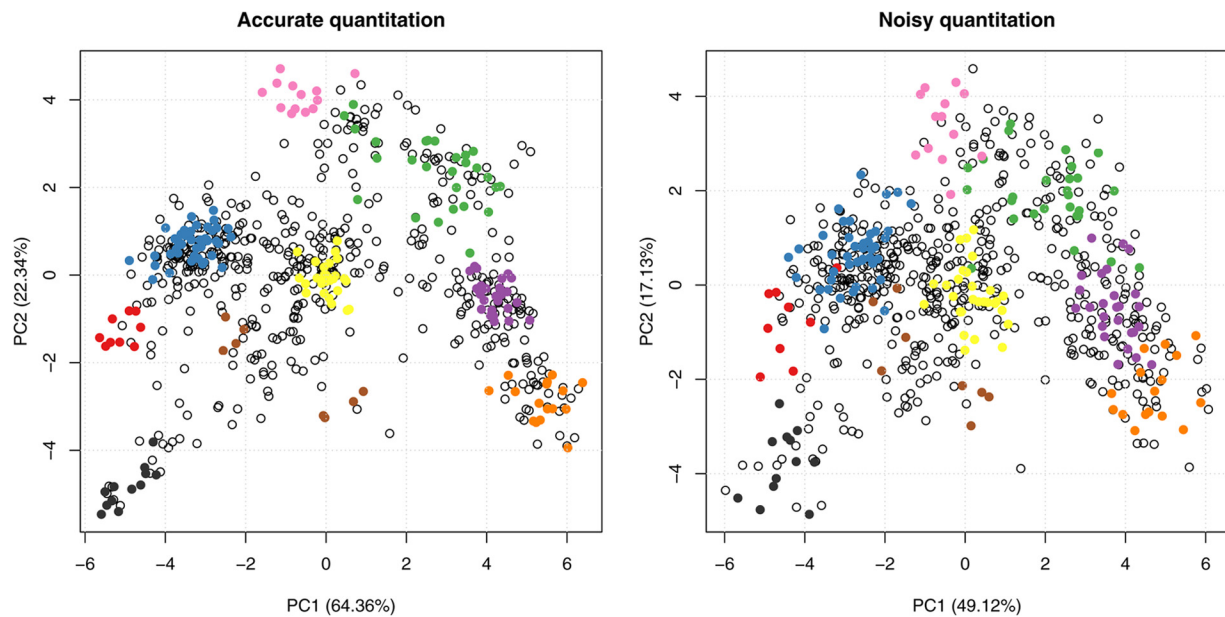 Accurate quantitation
4
2
0
−2
−4
PC2 (22.34%)
−6 −4 −2 0 2 4 6
PC1 (64.36%)
Noisy quantitation
4
2
0
−2
−4
PC2 (17.13%)
−6 −4 −2 0 2 4 6
PC1 (49.12%)